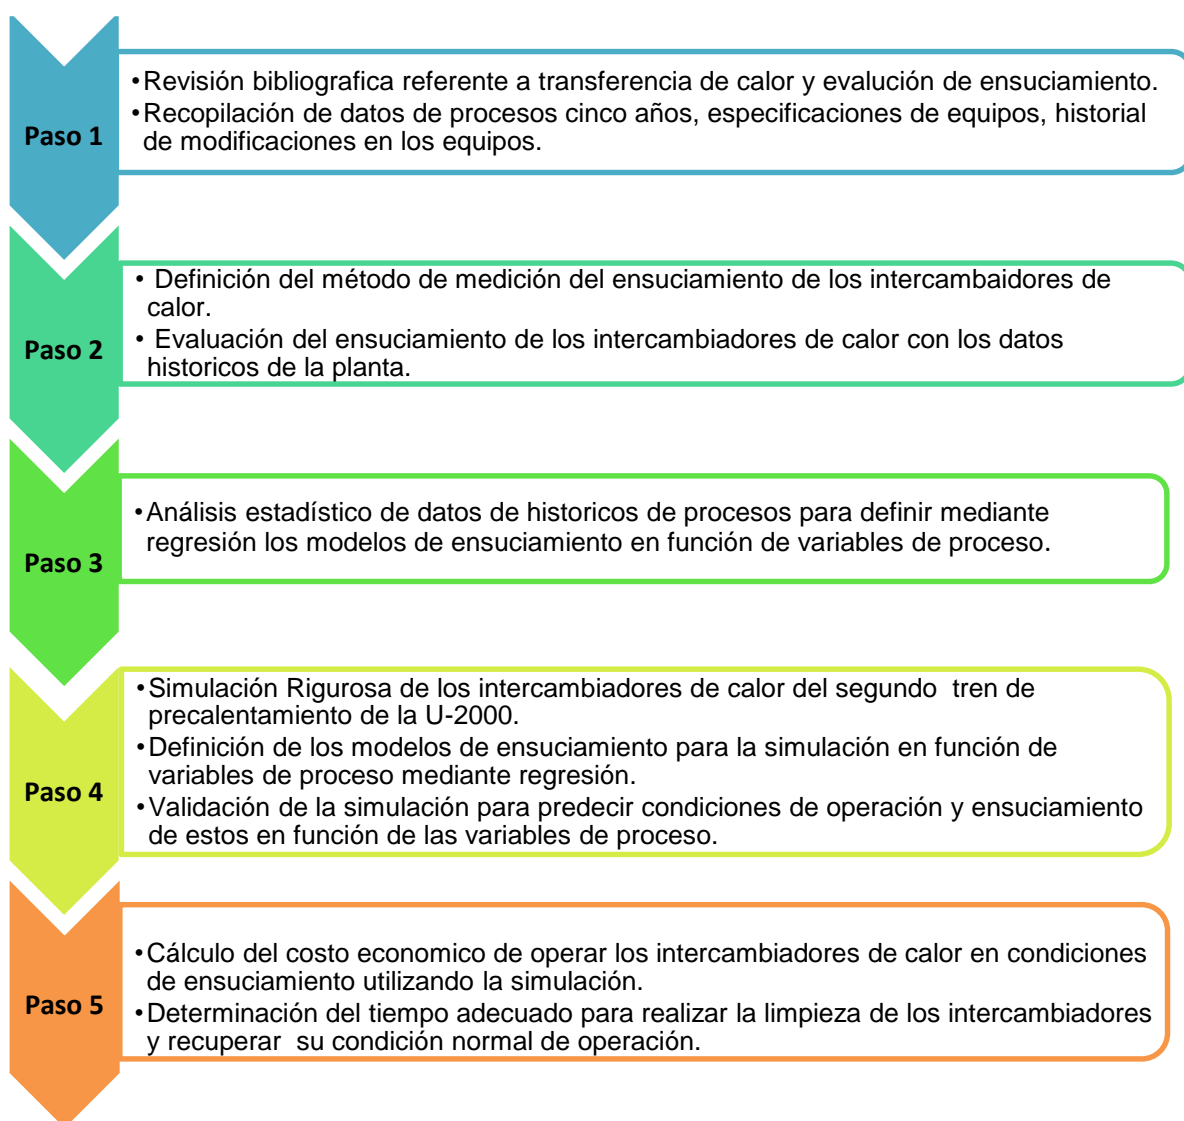 Paso 1
•Revisión bibliografica referente a transferencia de calor y evalución de ensuciamiento.
•Recopilación de datos de procesos cinco años, especificaciones de equipos, historial
de modificaciones en los equipos.
Paso 2
• Definición del método de medición del ensuciamiento de los intercambaidores de
calor.
• Evaluación del ensuciamiento de los intercambiadores de calor con los datos
historicos de la planta.
Paso 3
•Análisis estadístico de datos de historicos de procesos para definir mediante
regresión los modelos de ensuciamiento en función de variables de proceso.
Paso 4
•Simulación Rigurosa de los intercambiadores de calor del segundo tren de
precalentamiento de la U-2000.
•Definición de los modelos de ensuciamiento para la simulación en función de
variables de proceso mediante regresión.
•Validación de la simulación para predecir condiciones de operación y ensuciamiento
de estos en función de las variables de proceso.
Paso 5
•Cálculo del costo economico de operar los intercambiadores de calor en condiciones
de ensuciamiento utilizando la simulación.
•Determinación del tiempo adecuado para realizar la limpieza de los intercambiadores
y recuperar su condición normal de operación.